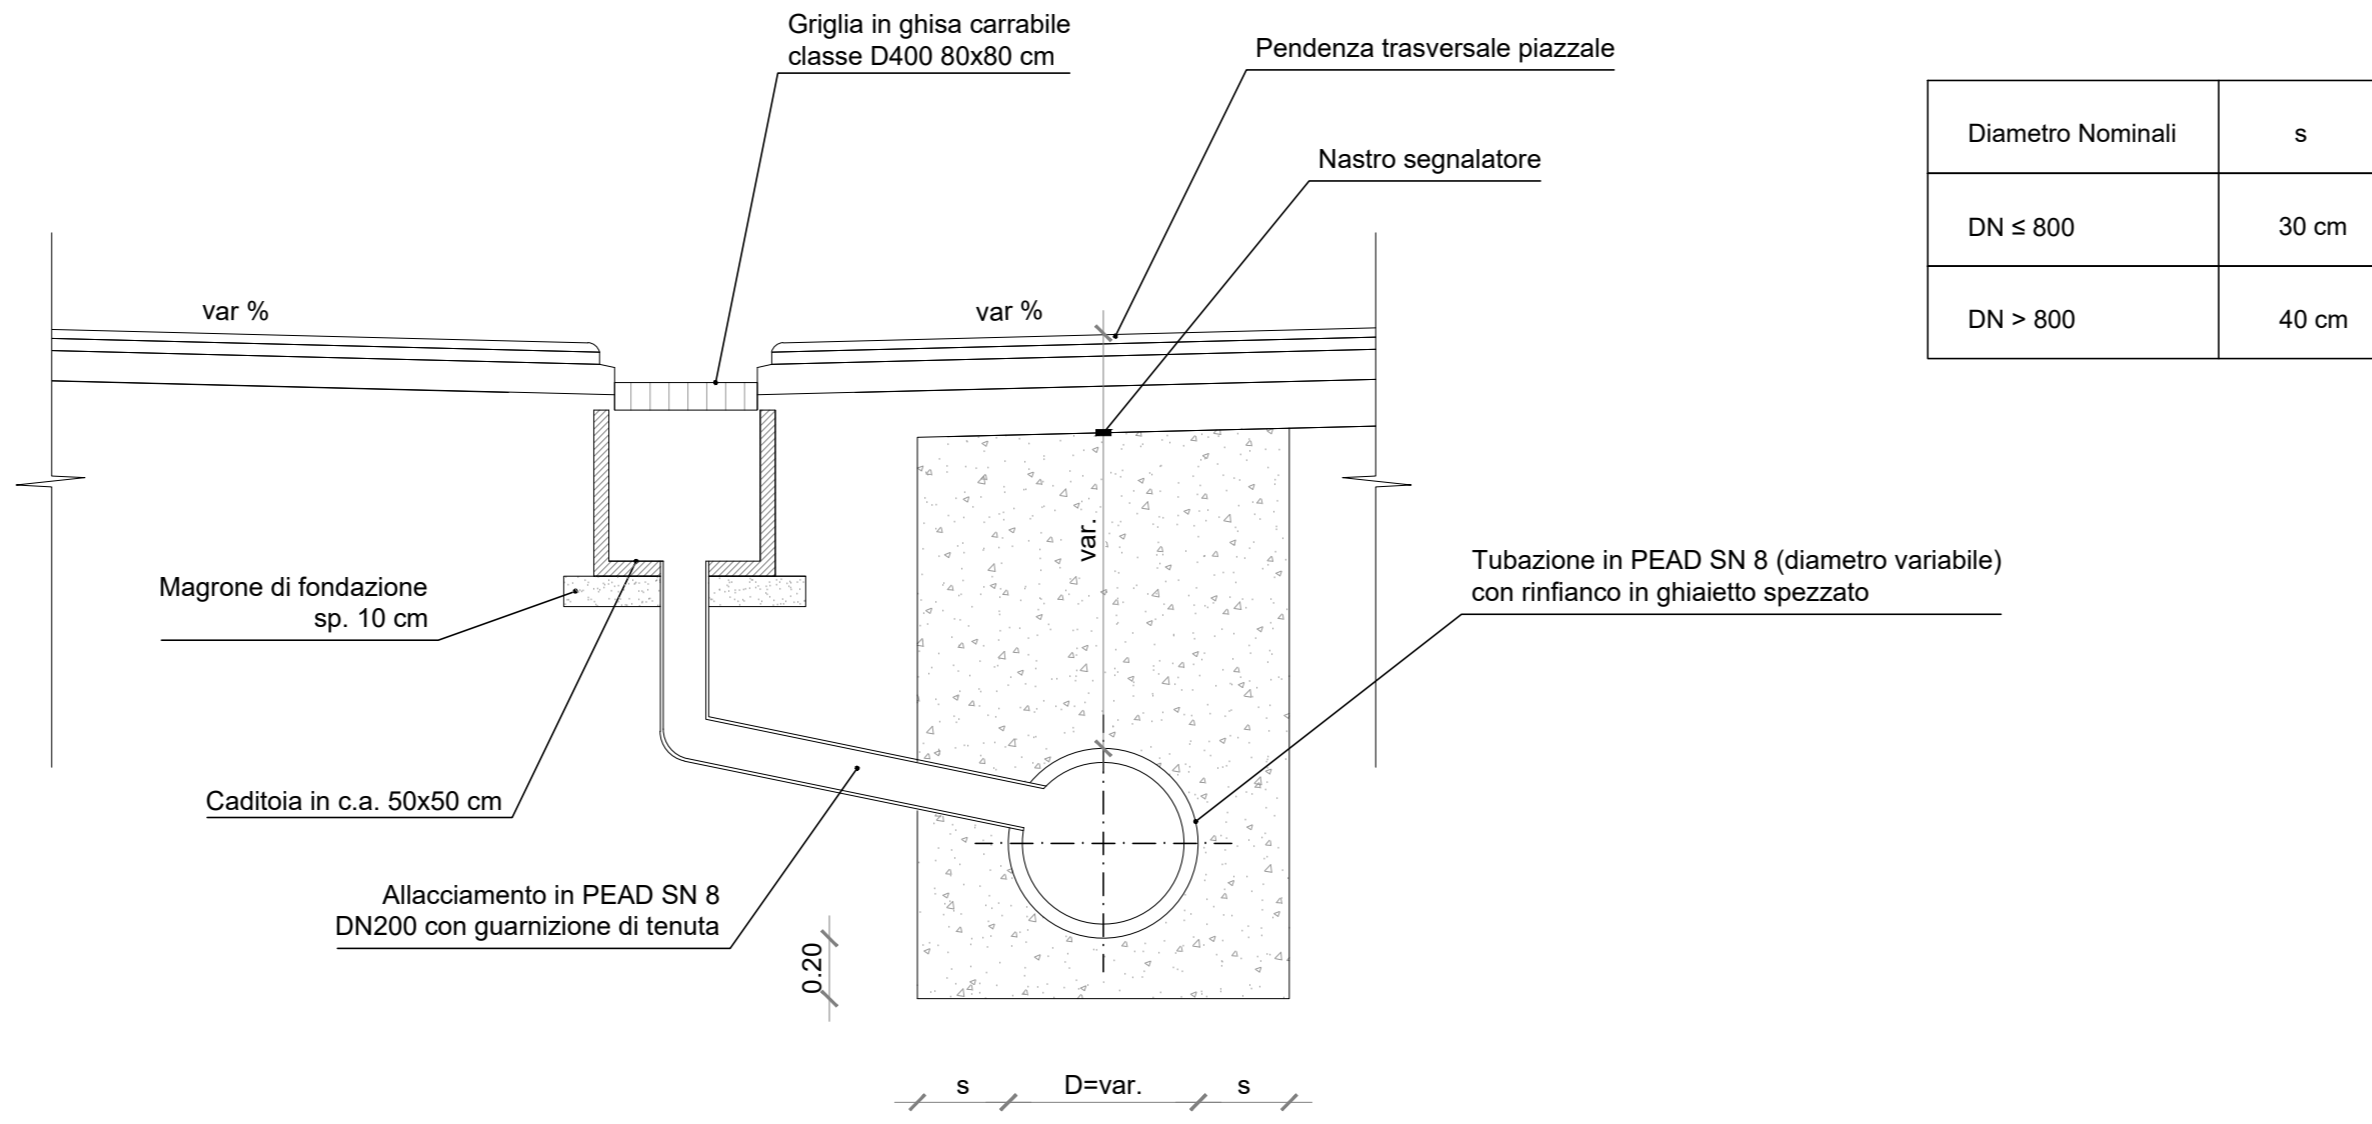 Griglia in ghisa carrabile
classe D400 80x80 cm
Pendenza trasversale piazzale
Nastro segnalatore
Diametro Nominali s
DN ≤ 800 30 cm
DN > 800 40 cm
var %
var %
var.
Tubazione in PEAD SN 8 (diametro variabile)
con rinfianco in ghiaietto spezzato
Magrone di fondazione
sp. 10 cm
Caditoia in c.a. 50x50 cm
Allacciamento in PEAD SN 8
DN200 con guarnizione di tenuta
0.20
s D=var. s